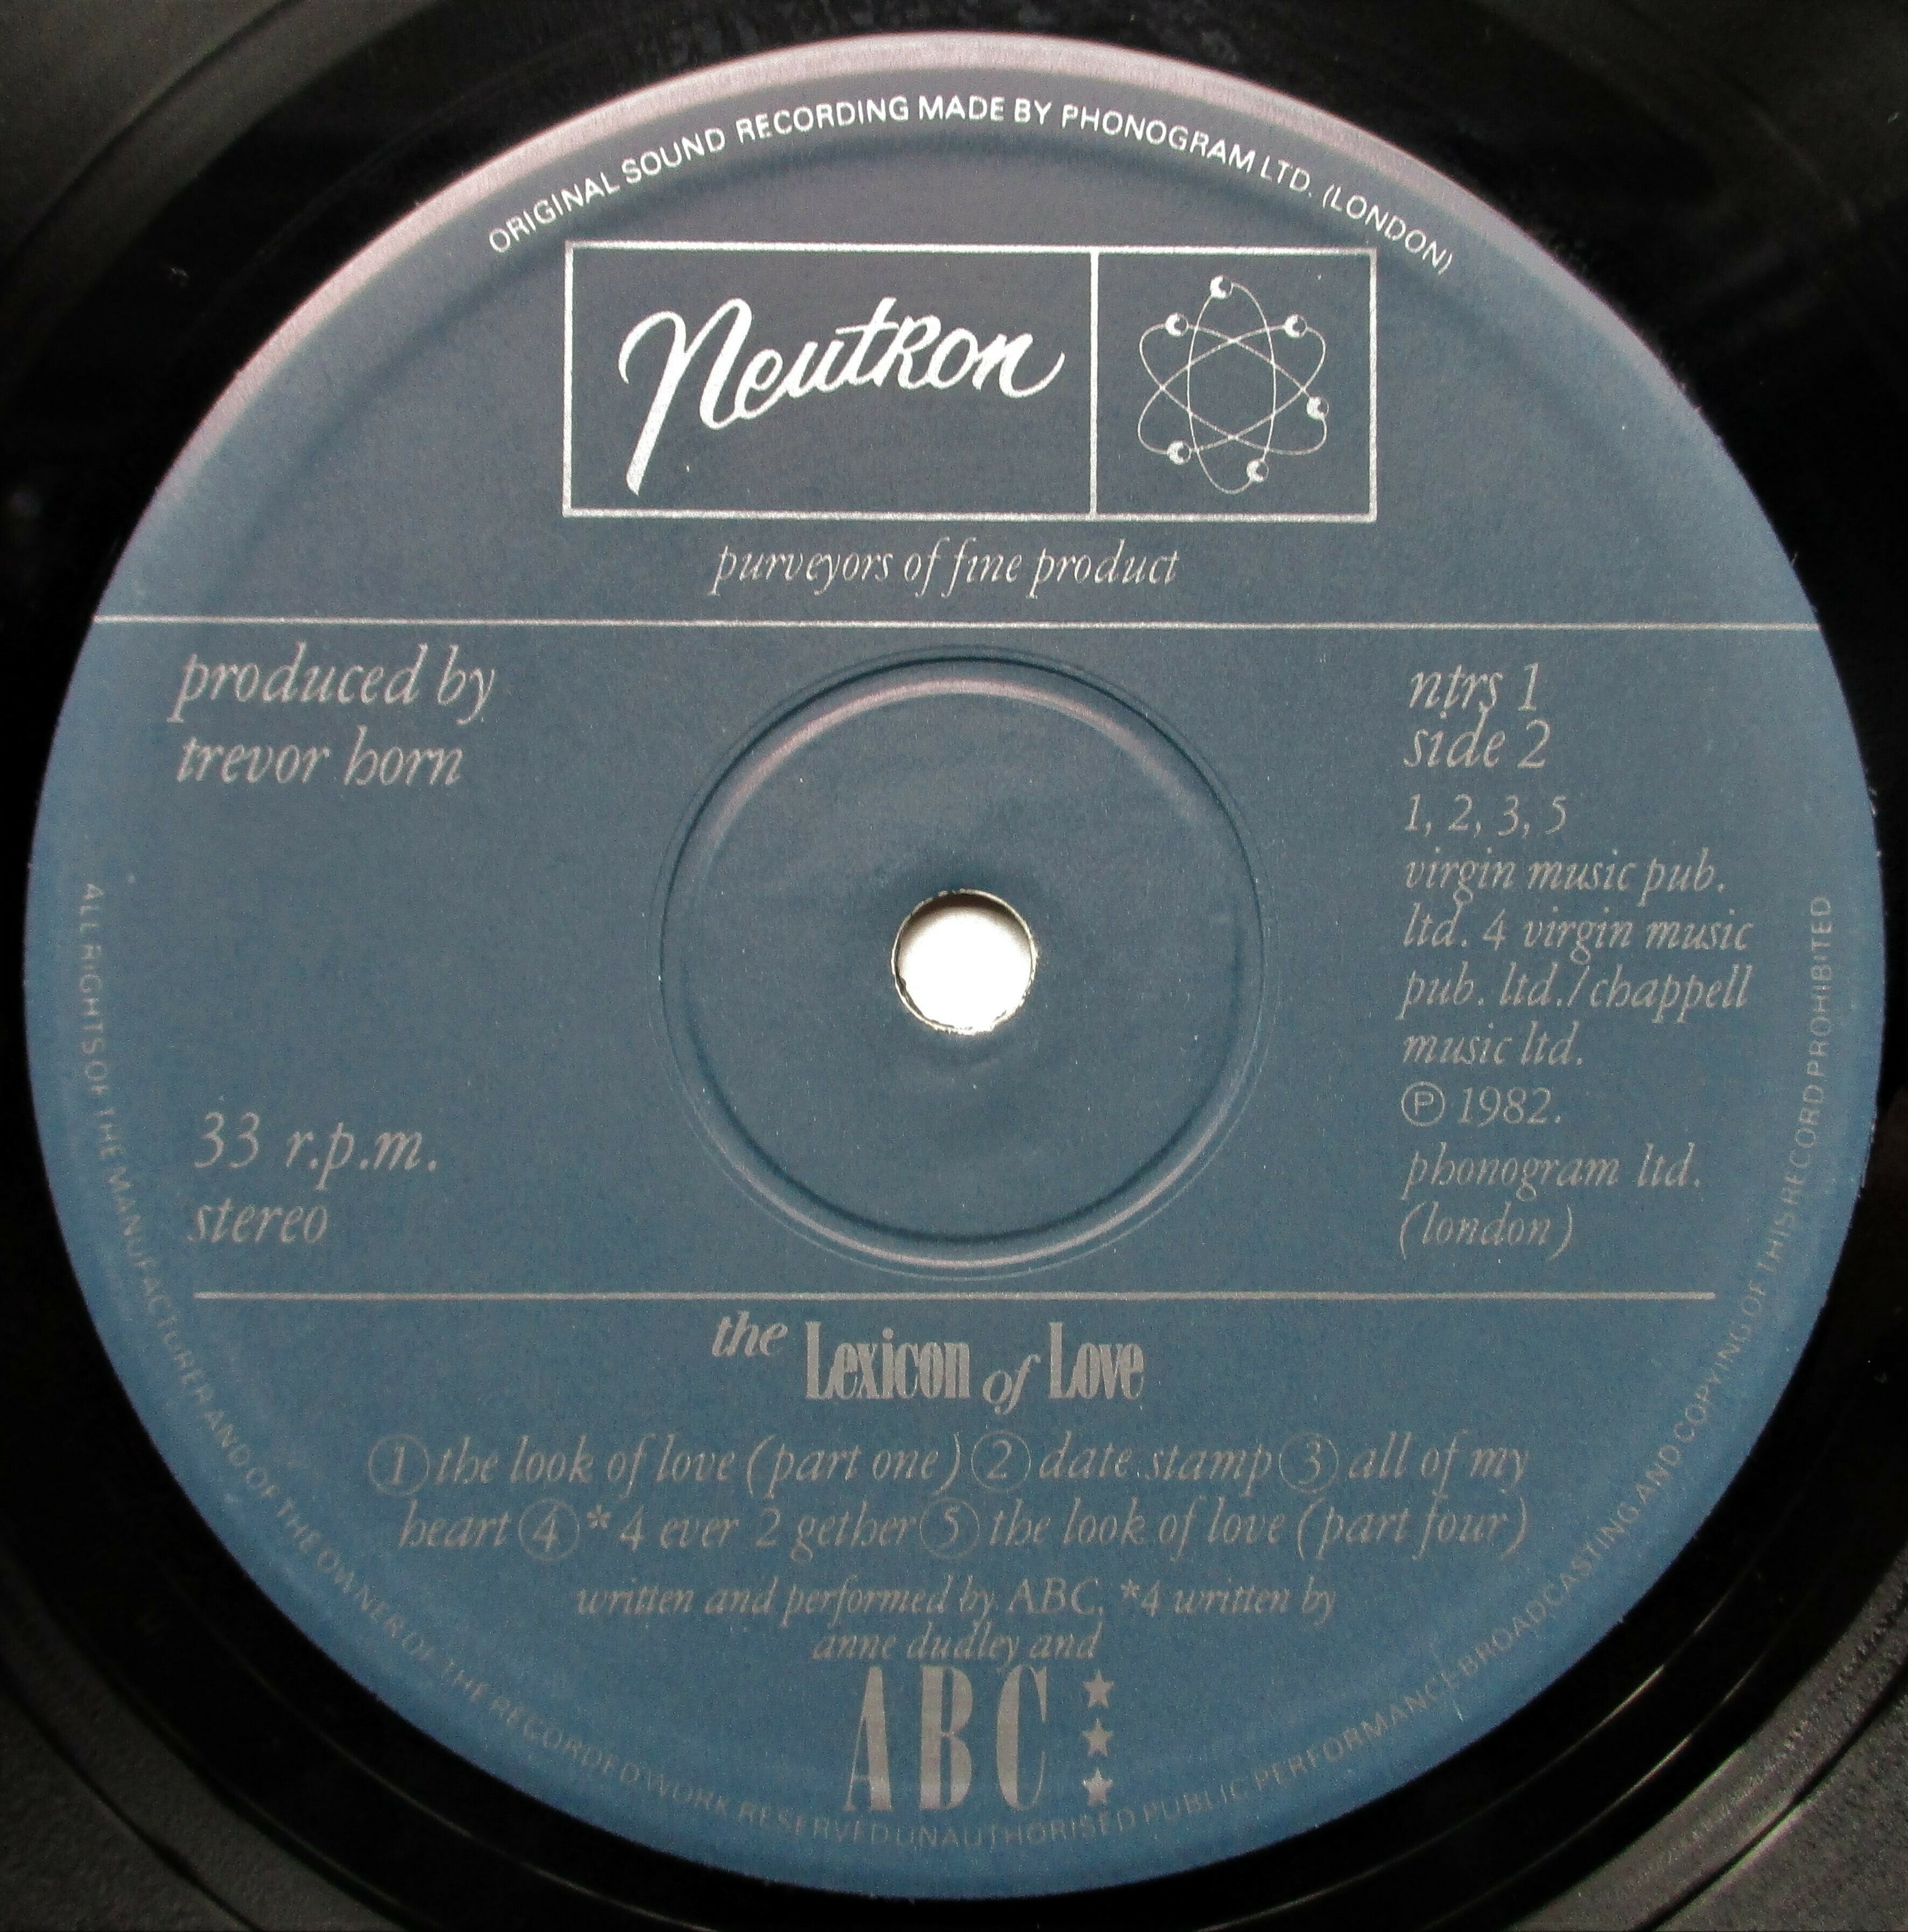 ORIGINAL SOUND RECORDING MADE BY PHONOGRAM LTD. (LONDON)
Neutron
purveyors of fine product
produced by
trevor horn
33 r.p.m.
stereo
ntrs 1
side 2
1, 2, 3, 5
virgin music pub.
ltd. 4 virgin music
pub. ltd./chappell
music ltd.
℗ 1982.
phonogram ltd.
(london)
the Lexicon of Love
① the look of love (part one) ② date stamp ③ all of my
heart ④ *4 ever 2 gether ⑤ the look of love (part four)
written and performed by ABC, *4 written by
anne dudley and
ABC
ALL RIGHTS OF THE MANUFACTURER AND OF THE OWNER OF THE RECORDED WORK RESERVED UNAUTHORISED PUBLIC PERFORMANCE BROADCASTING AND COPYING OF THIS RECORD PROHIBITED